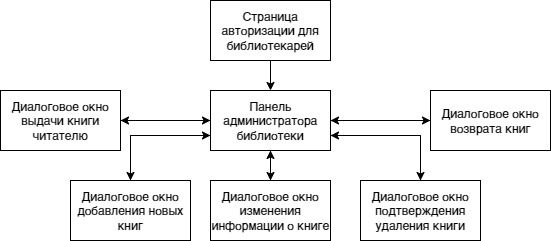 Страница
авторизации для
библиотекарей
Диалоговое окно
выдачи книги
читателю
Панель
администратора
библиотеки
Диалоговое окно
возврата книг
Диалоговое окно
добавления новых
книг
Диалоговое окно
изменения
информации о книге
Диалоговое окно
подтверждения
удаления книги